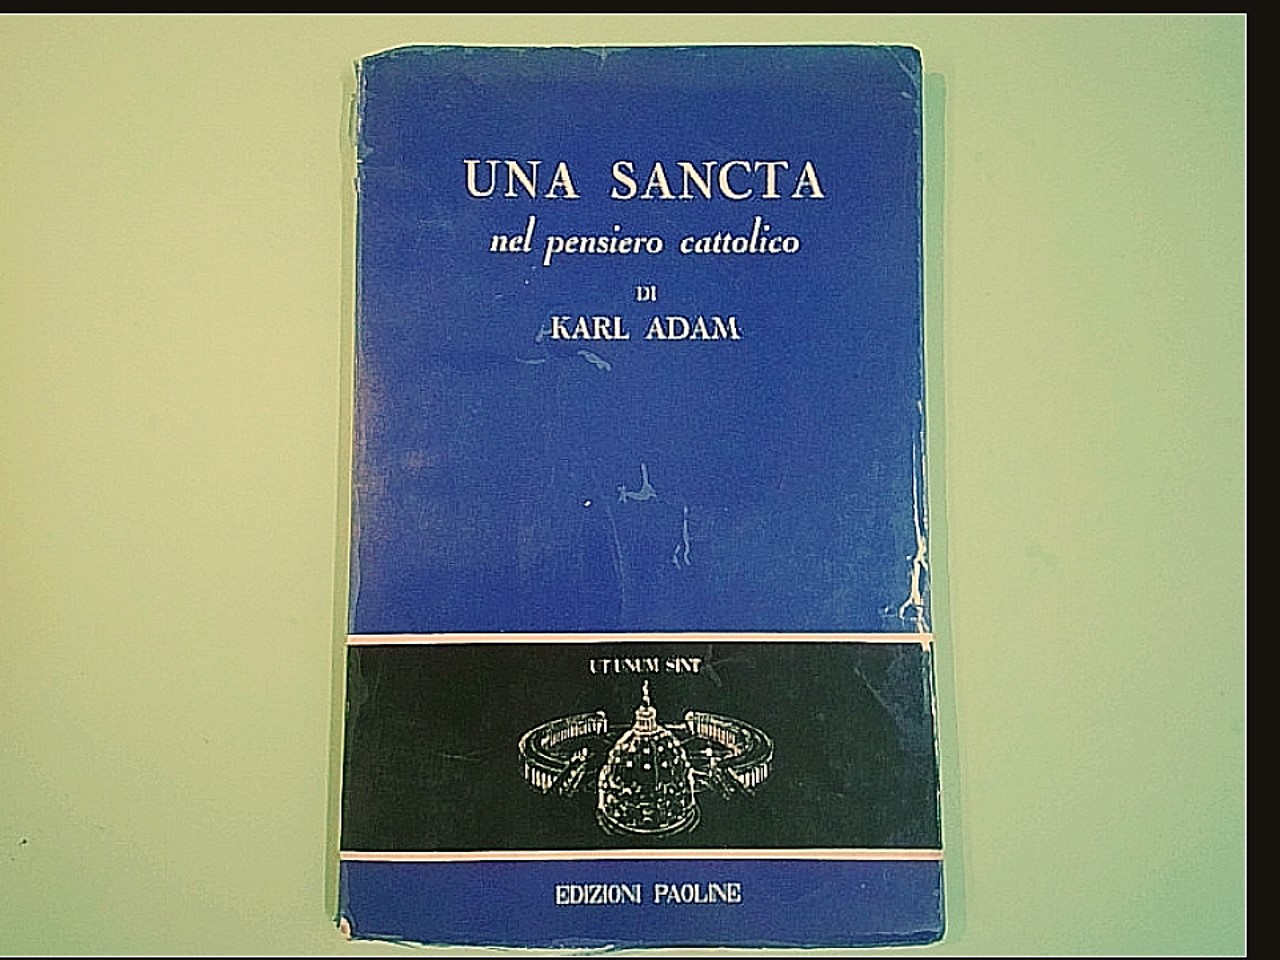 UNA SANCTA
nel pensiero cattolico
DI
KARL ADAM
UT UNUM SINT
EDIZIONI PAOLINE